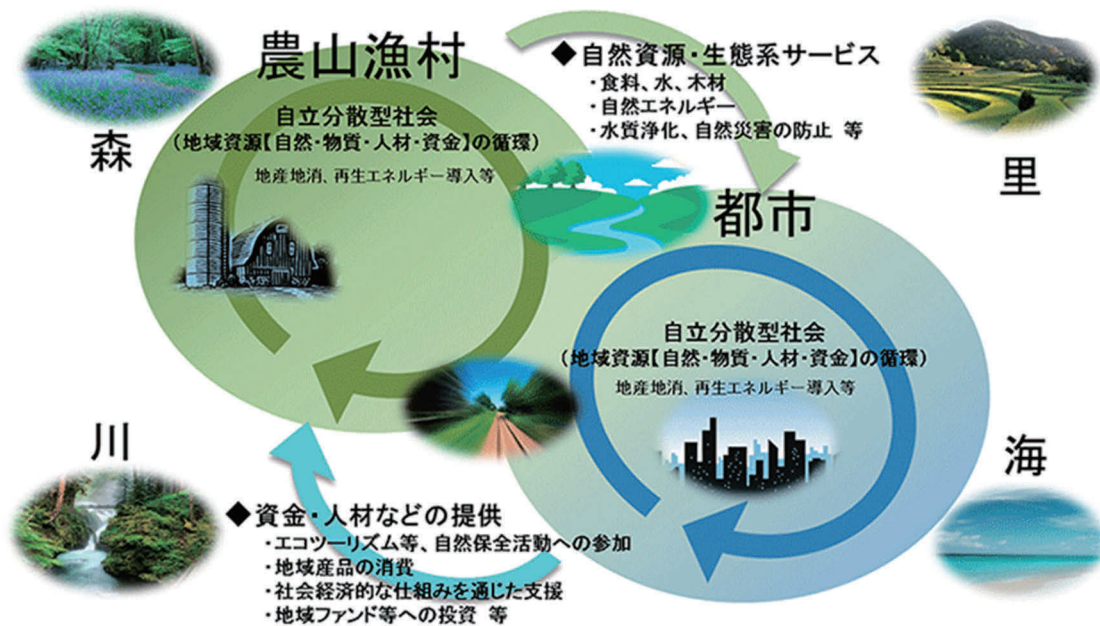 農山漁村
森
自立分散型社会
(地域資源【自然・物質・人材・資金】の循環)
地産地消、再生エネルギー導入等
◆自然資源・生態系サービス
・食料、水、木材
・自然エネルギー
・水質浄化、自然災害の防止 等
里
都市
自立分散型社会
(地域資源【自然・物質・人材・資金】の循環)
地産地消、再生エネルギー導入等
川
海
◆資金・人材などの提供
・エコツーリズム等、自然保全活動への参加
・地域産品の消費
・社会経済的な仕組みを通じた支援
・地域ファンド等への投資 等